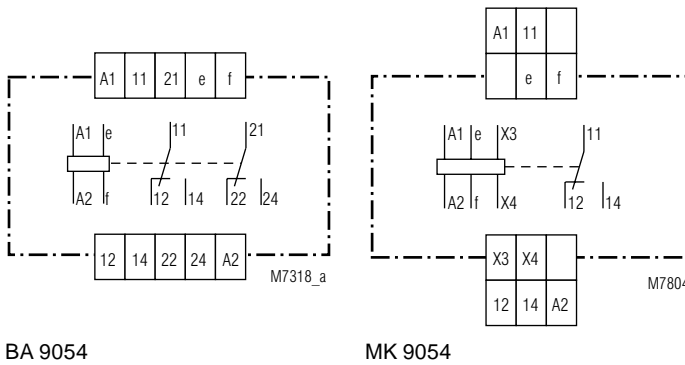 A1 11 21 e f
A1 e 11 21
A2 f 12 14 22 24
12 14 22 24 A2
M7318_a
BA 9054
A1 11
e f
A1 e X3 11
A2 f X4 12 14
X3 X4
12 14 A2
M7804
MK 9054